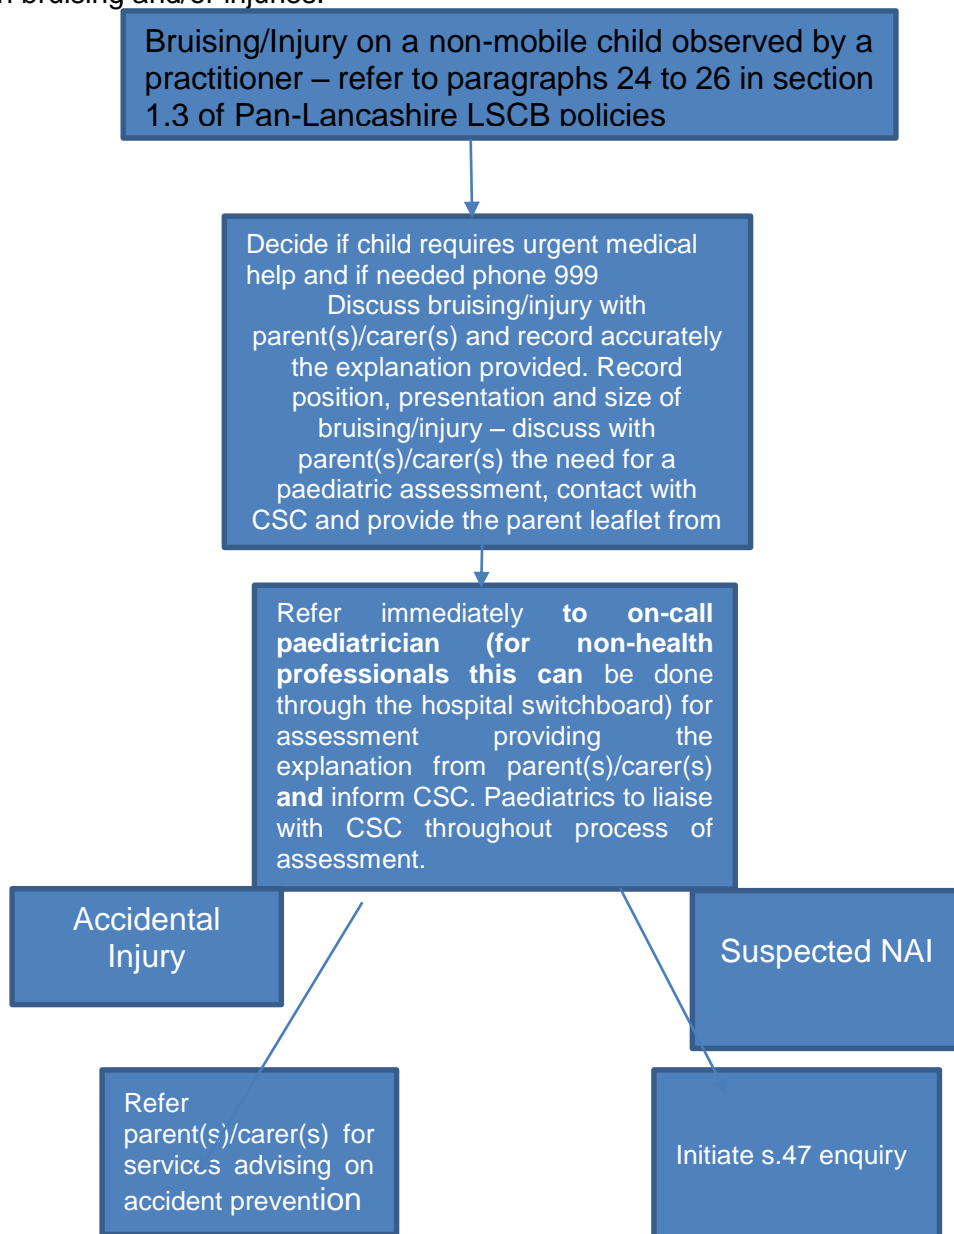 bruising and/or injuries.
Bruising/Injury on a non-mobile child observed by a
practitioner – refer to paragraphs 24 to 26 in section
1.3 of Pan-Lancashire LSCB policies
Decide if child requires urgent medical
help and if needed phone 999
Discuss bruising/injury with
parent(s)/carer(s) and record accurately
the explanation provided. Record
position, presentation and size of
bruising/injury – discuss with
parent(s)/carer(s) the need for a
paediatric assessment, contact with
CSC and provide the parent leaflet from
Refer immediately to on-call
paediatrician (for non-health
professionals this can be done
through the hospital switchboard) for
assessment providing the
explanation from parent(s)/carer(s)
and inform CSC. Paediatrics to liaise
with CSC throughout process of
assessment.
Accidental
Injury
Suspected NAI
Refer
parent(s)/carer(s) for
services advising on
accident prevention
Initiate s.47 enquiry